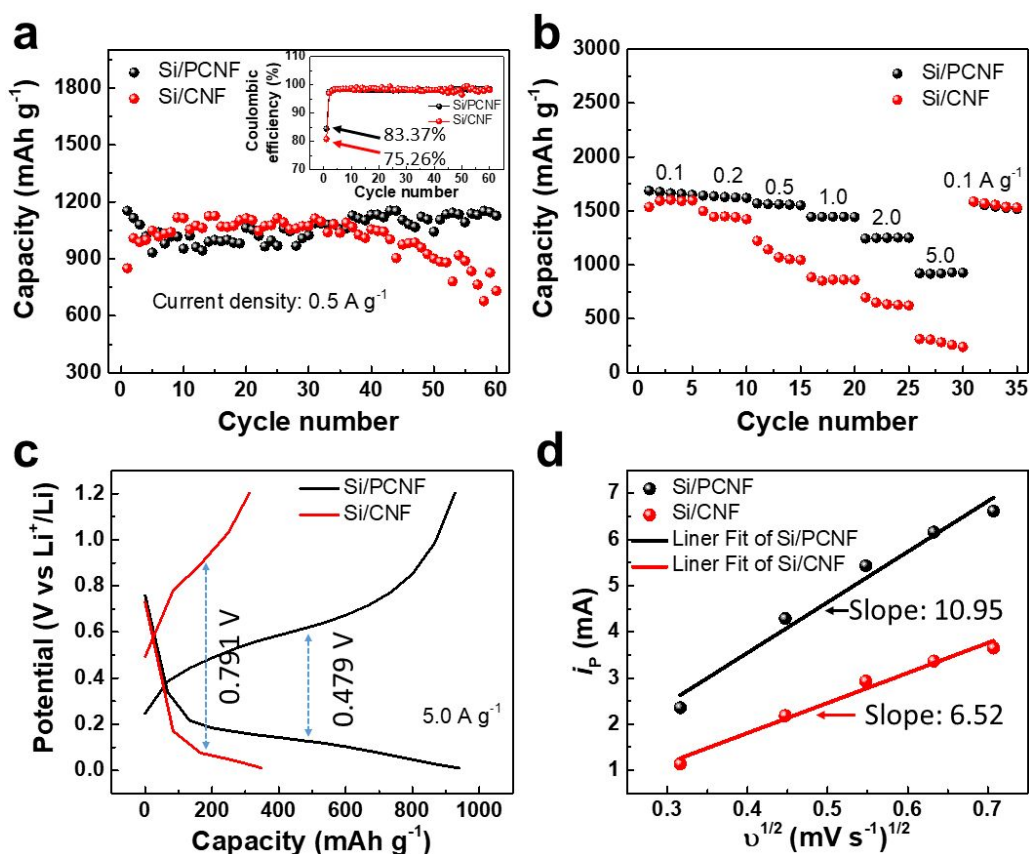 a
Capacity (mAh g⁻¹)
1800
1500
1200
900
600
300
Si/PCNF
Si/CNF
Current density: 0.5 A g⁻¹
0 10 20 30 40 50 60
Cycle number
Coulombic
efficiency (%)
100
90
80
70
Si/PCNF
Si/CNF
83.37%
75.26%
0 10 20 30 40 50 60
Cycle number
b
Capacity (mAh g⁻¹)
3000
2500
2000
1500
1000
500
0
Si/PCNF
Si/CNF
0.1
0.2
0.5
1.0
2.0
5.0
0.1 A g⁻¹
0 5 10 15 20 25 30 35
Cycle number
c
Potential (V vs Li⁺/Li)
1.2
1.0
0.8
0.6
0.4
0.2
0.0
Si/PCNF
Si/CNF
0.791 V
0.479 V
5.0 A g⁻¹
0 200 400 600 800 1000
Capacity (mAh g⁻¹)
d
iₚ (mA)
7
6
5
4
3
2
1
Si/PCNF
Si/CNF
Liner Fit of Si/PCNF
Liner Fit of Si/CNF
Slope: 10.95
Slope: 6.52
0.3 0.4 0.5 0.6 0.7
υ¹/² (mV s⁻¹)¹/²